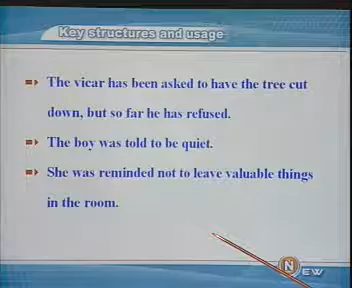 Key structures and usage
The vicar has been asked to have the tree cut
down, but so far he has refused.
The boy was told to be quiet.
She was reminded not to leave valuable things
in the room.
NEW